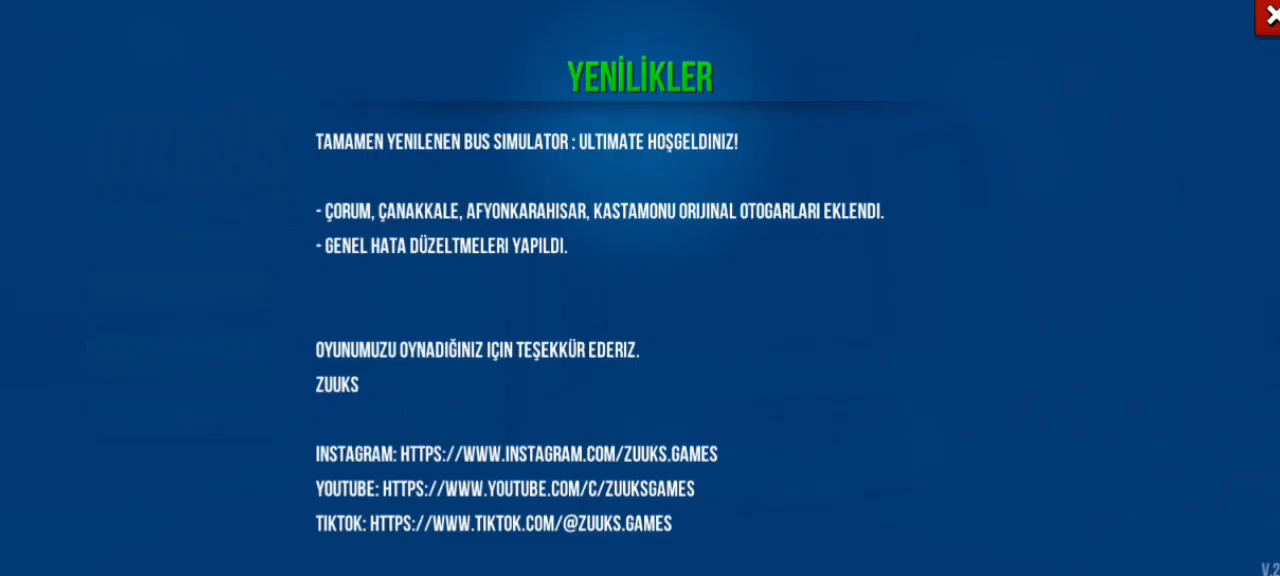 YENİLİKLER
TAMAMEN YENILENEN BUS SIMULATOR : ULTIMATE HOŞGELDINIZ!
- ÇORUM, ÇANAKKALE, AFYONKARAHISAR, KASTAMONU ORIJINAL OTOGARLARI EKLENDI.
- GENEL HATA DÜZELTMELERI YAPILDI.
OYUNUMUZU OYNADIĞINIZ IÇIN TEŞEKKÜR EDERIZ.
ZUUKS
INSTAGRAM: HTTPS://WWW.INSTAGRAM.COM/ZUUKS.GAMES
YOUTUBE: HTTPS://WWW.YOUTUBE.COM/C/ZUUKSGAMES
TIKTOK: HTTPS://WWW.TIKTOK.COM/@ZUUKS.GAMES